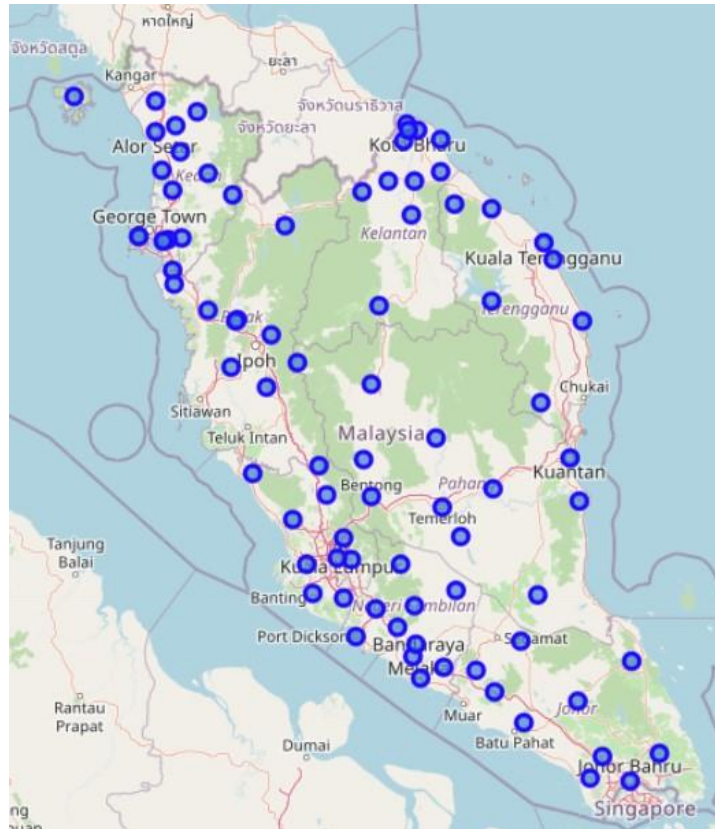 หาดใหญ่
จังหวัดสตูล
ยะลา
Kangar
จังหวัดนราธิวาส
จังหวัดยะลา
Alor Setar
Kota Bharu
Kedah
George Town
Kelantan
Kuala Terengganu
Terengganu
Perak
Ipoh
Chukai
Sitiawan
Malaysia
Teluk Intan
Kuantan
Bentong
Pahang
Temerloh
Tanjung
Balai
Kuala Lumpur
Banting
Negeri Sembilan
Port Dickson
Segamat
Bandaraya
Melaka
Rantau
Prapat
Muar
Johor
Batu Pahat
Dumai
Johor Bahru
Singapore